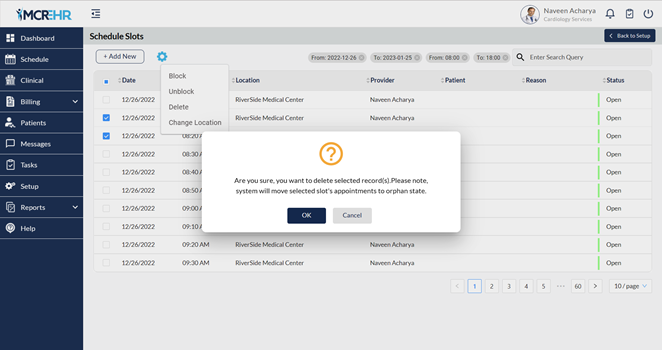 MCREHR
Naveen Acharya
Cardiology Services
Dashboard
Schedule
Clinical
Billing
Patients
Messages
Tasks
Setup
Reports
Help
Schedule Slots
Back to Setup
+ Add New
From: 2022-12-26
To: 2023-01-25
From: 08:00
To: 18:00
Enter Search Query
Block
Unblock
Delete
Change Location
Date Location Provider Patient Reason Status
12/26/2022 RiverSide Medical Center Naveen Acharya Open
12/26/2022 RiverSide Medical Center Naveen Acharya Open
12/26/2022 08:20 A Open
12/26/2022 08:30 A Open
12/26/2022 08:40 A Open
12/26/2022 08:50 A Open
12/26/2022 09:00 A Open
12/26/2022 09:10 A Open
12/26/2022 09:20 AM RiverSide Medical Center Naveen Acharya Open
12/26/2022 09:30 AM RiverSide Medical Center Naveen Acharya Open
?
Are you sure, you want to delete selected record(s).Please note,
system will move selected slot's appointments to orphan state.
OK Cancel
< 1 2 3 4 5 ••• 60 > 10 / page